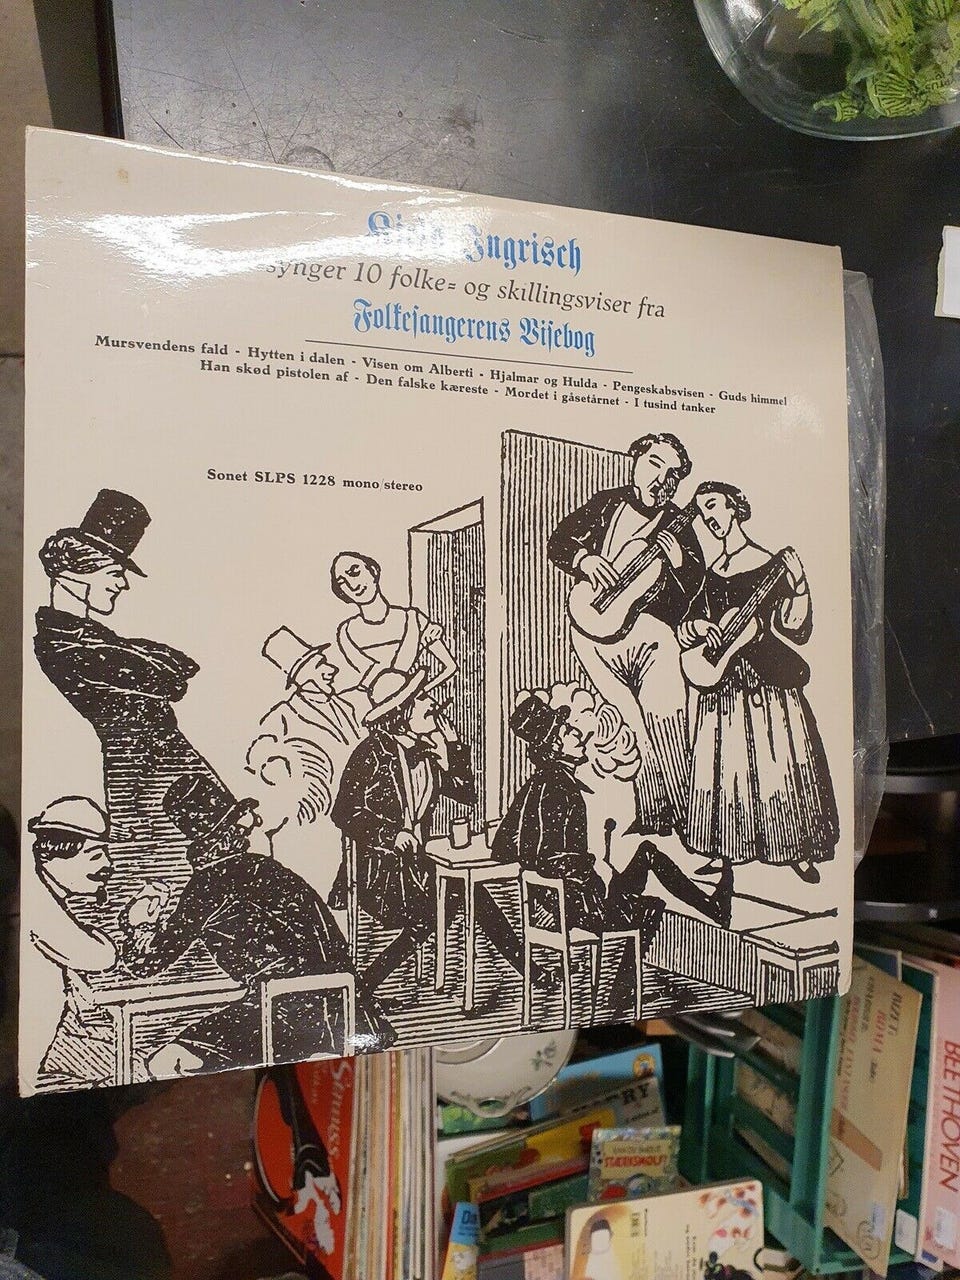 Ingrisch
synger 10 folke= og skillingsviser fra
Folkesangerens Visebog
Mursvendens fald - Hytten i dalen - Visen om Alberti - Hjalmar og Hulda - Pengeskabsvisen - Guds himmel
Han skød pistolen af - Den falske kæreste - Mordet i gåsetårnet - I tusind tanker
Sonet SLPS 1228 mono/stereo
BEETHOVEN